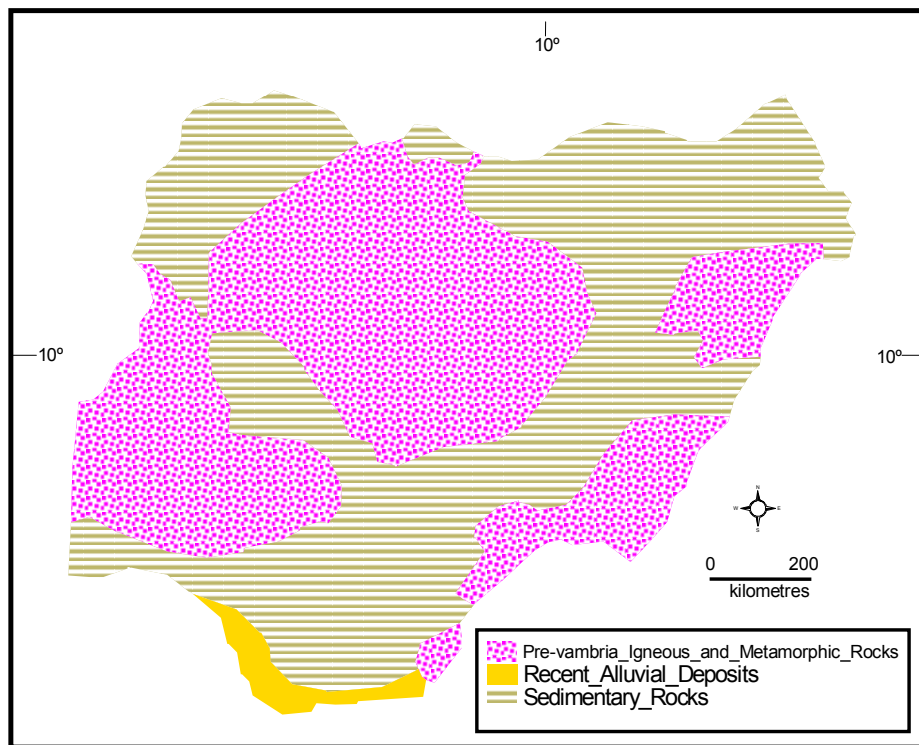 10º
10º
10º
N
W E
S
0 200
kilometres
Pre-vambria_Igneous_and_Metamorphic_Rocks
Recent_Alluvial_Deposits
Sedimentary_Rocks